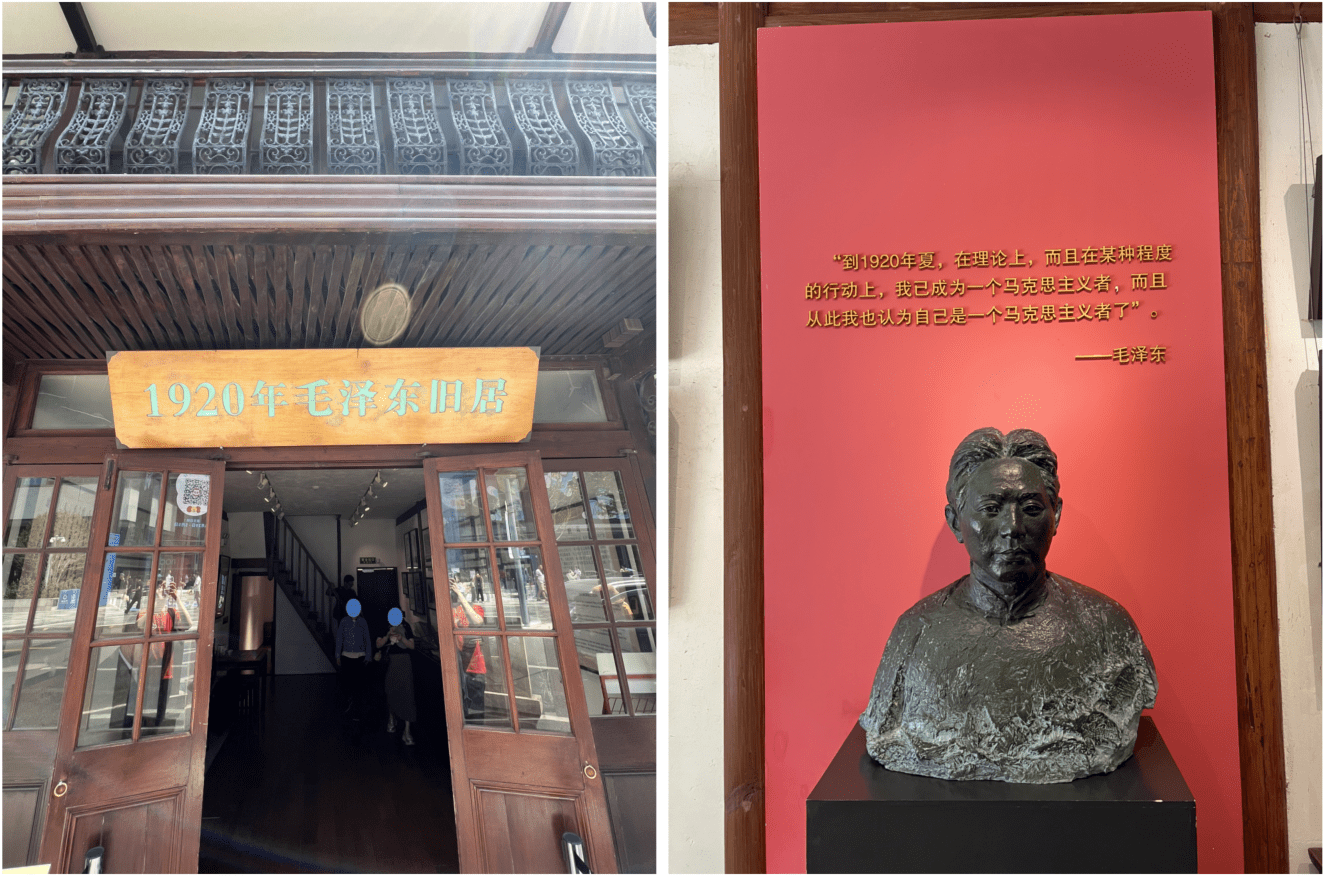 1920年毛泽东旧居
“到1920年夏，在理论上，而且在某种程度
的行动上，我已成为一个马克思主义者，而且
从此我也认为自己是一个马克思主义者了”。
——毛泽东